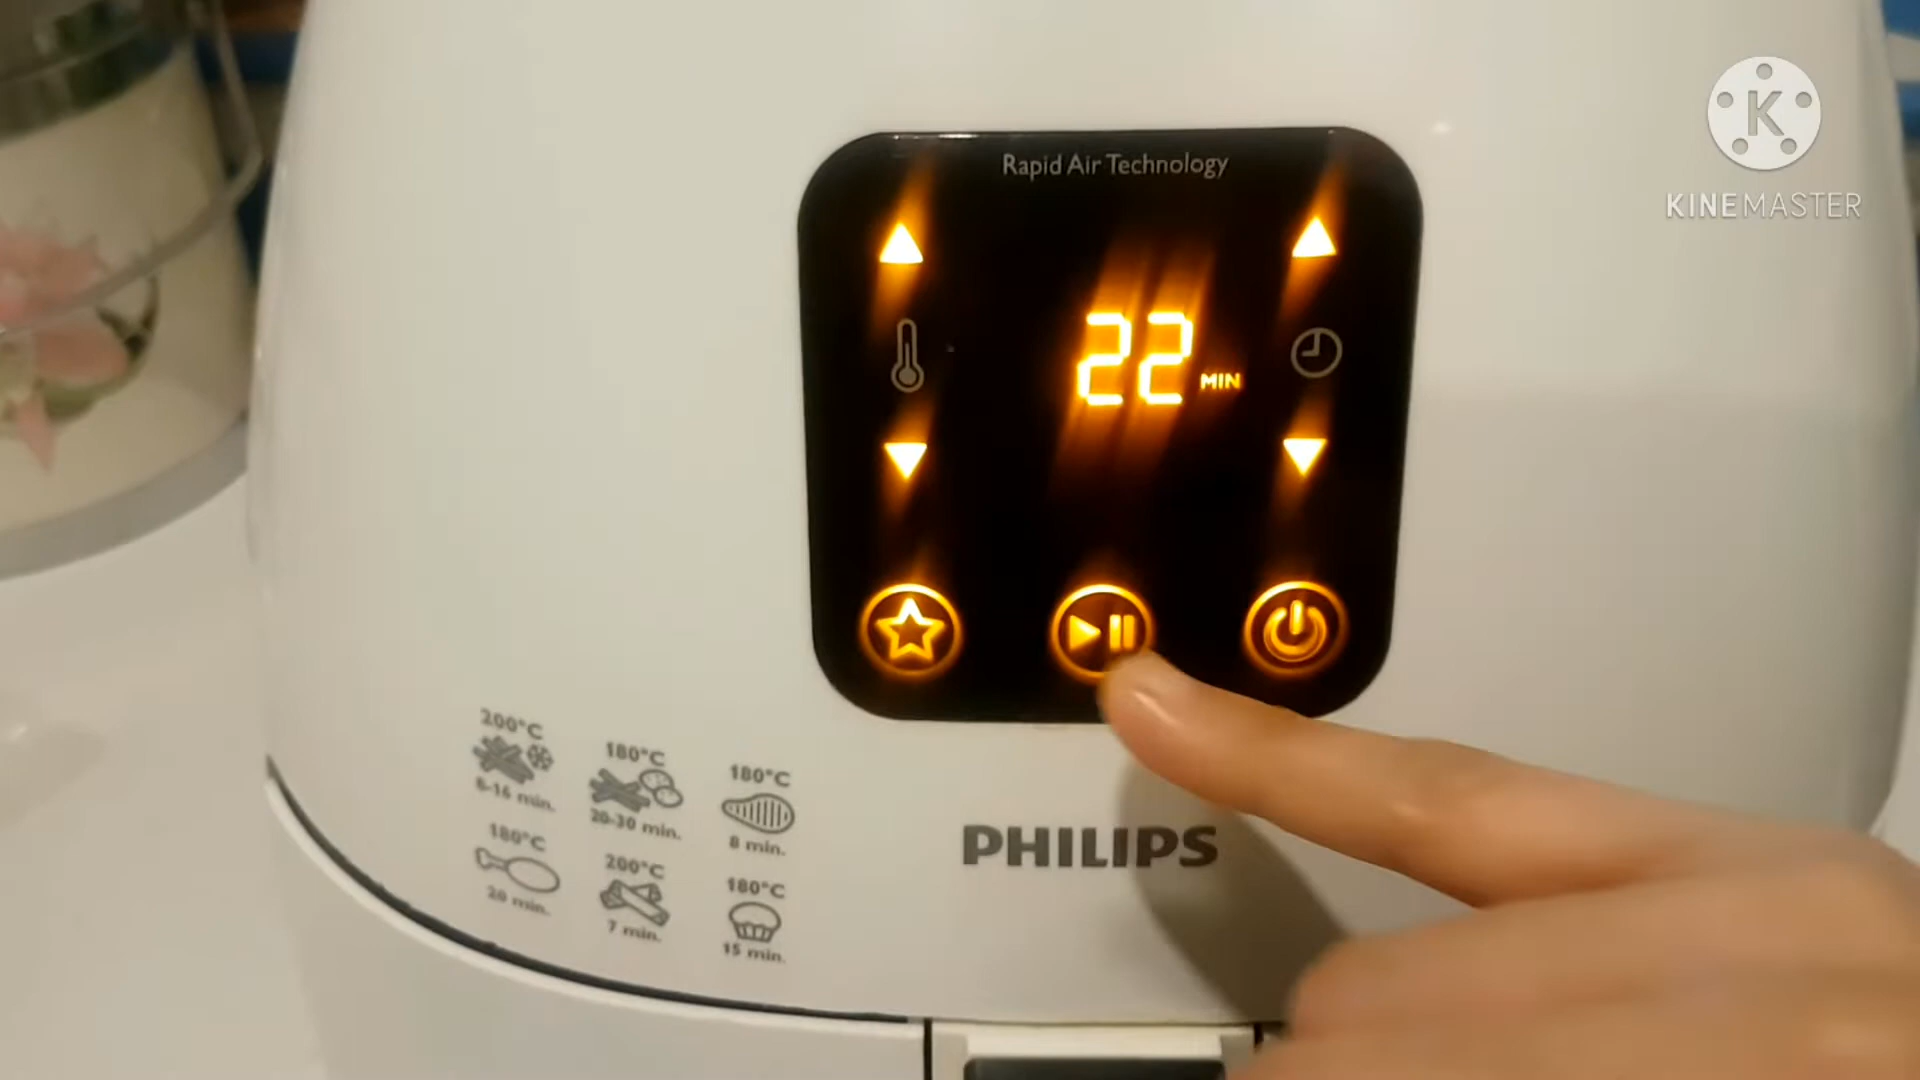 Rapid Air Technology
22 MIN
K
KINEMASTER
200°C
180°C
180°C
6-16 min.
20-30 min.
8 min.
180°C
200°C
180°C
20 min.
7 min.
15 min.
PHILIPS